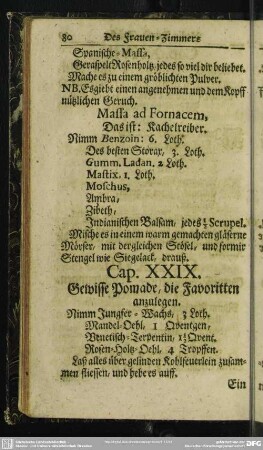 80 Des Frauen-Zimmers
Spanische-Massa,
Geraspelt Rosenholtz jedes so viel dir beliebet.
Mache es zu einem gröblichten Pulver.
NB. Es giebt einen angenehmen und dem Kopff
nützlichen Geruch.
Massa ad Fornacem,
Das ist: Kachelreiber.
Nimm Benzoin: 6. Loth.
Des besten Storax, 3. Loth.
Gumm. Ladan. 2 Loth.
Mastix. 1. Loth.
Moschus,
Ambra,
Zibeth,
Indianischen Balsam, jedes ½ Scrupel.
Mische es in einem warm gemachten gläserne
Mörser, mit dergleichen Stösel, und formir
Stengel wie Siegelack, drauß.
Cap. XXIX.
Gewisse Pomade, die Favoritten
anzulegen.
Nimm Jungfer-Wachs, 3 Loth.
Mandel-Oehl, 1 Qventgen,
Venetisch-Terpentin, 1½ Qvent.
Rosen-Holtz-Oehl, 4 Tropffen.
Laß alles über gelinden Kohlfeuerlein zusam-
men fliessen, und hebe es auff.
Ein